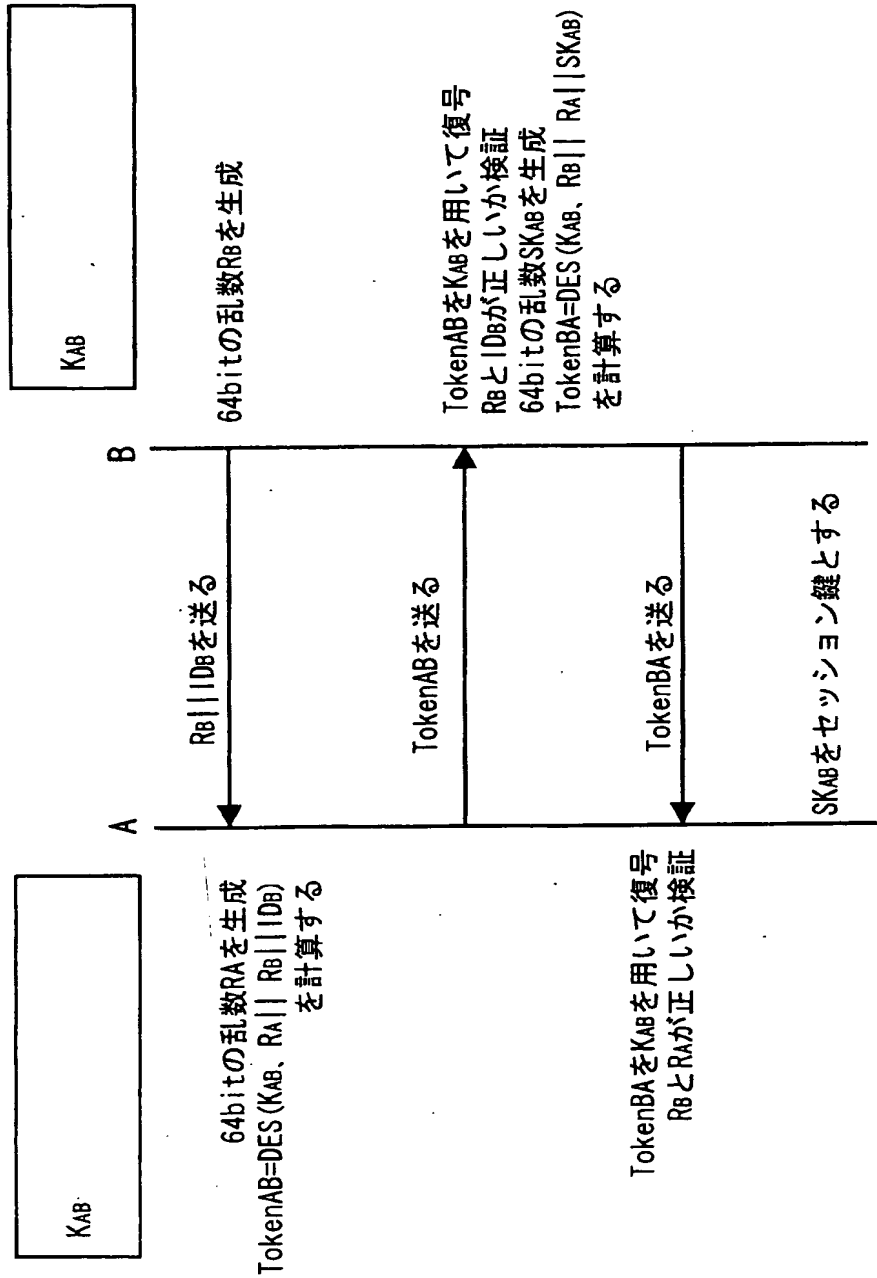 KAB
KAB
A
B
64bitの乱数RBを生成
RB||IDBを送る
64bitの乱数RAを生成
TokenAB=DES(KAB、RA|| RB||IDB)
を計算する
TokenABを送る
TokenABをKABを用いて復号
RBとIDBが正しいか検証
64bitの乱数SKABを生成
TokenBA=DES(KAB、RB|| RA||SKAB)
を計算する
TokenBAを送る
TokenBAをKABを用いて復号
RBとRAが正しいか検証
SKABをセッション鍵とする